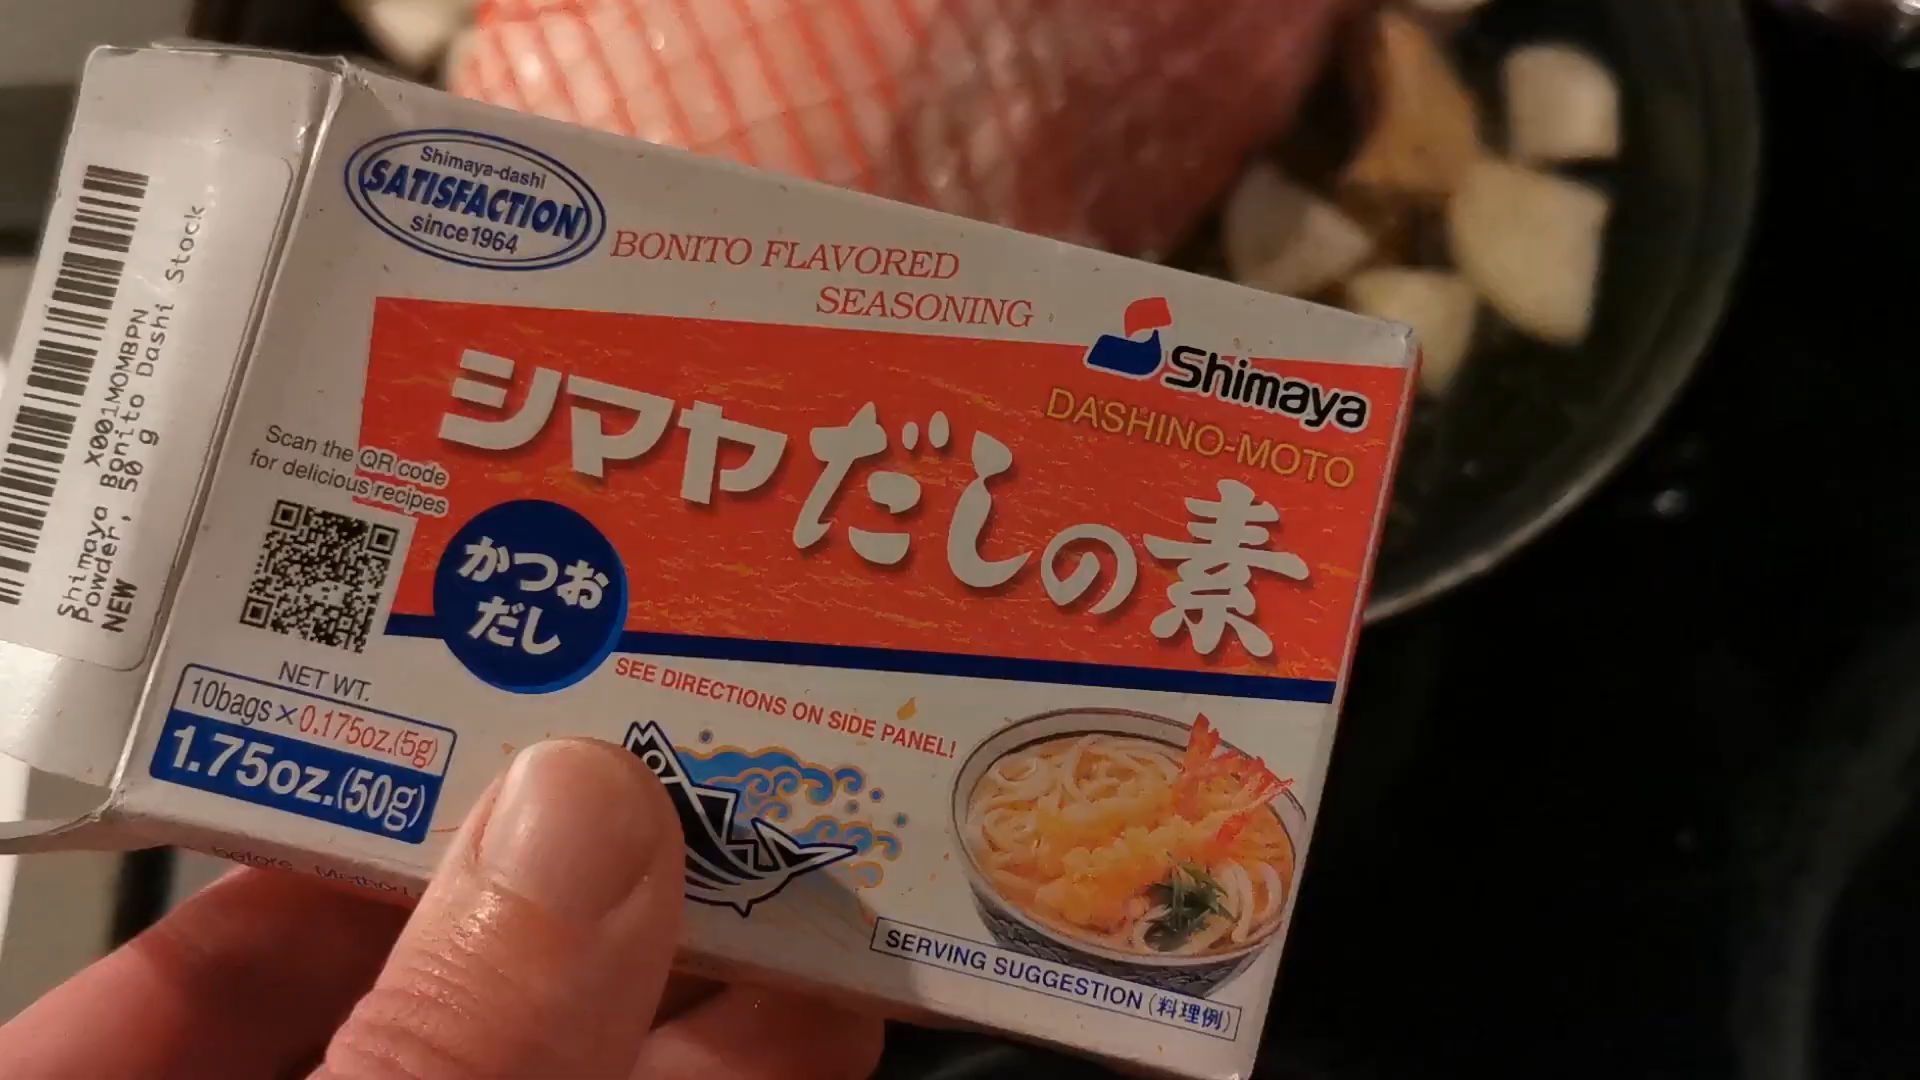 Shimaya-dashi
SATISFACTION
since1964
BONITO FLAVORED
SEASONING
Shimaya
DASHINO-MOTO
シマヤだしの素
かつお
だし
Scan the QR code
for delicious recipes
NET WT.
10bags×0.175oz.(5g)
1.75oz.(50g)
SEE DIRECTIONS ON SIDE PANEL!
SERVING SUGGESTION (料理例)
X001MOMBPN
Shimaya Bonito Dashi Stock
Powder, 50 g
NEW
before